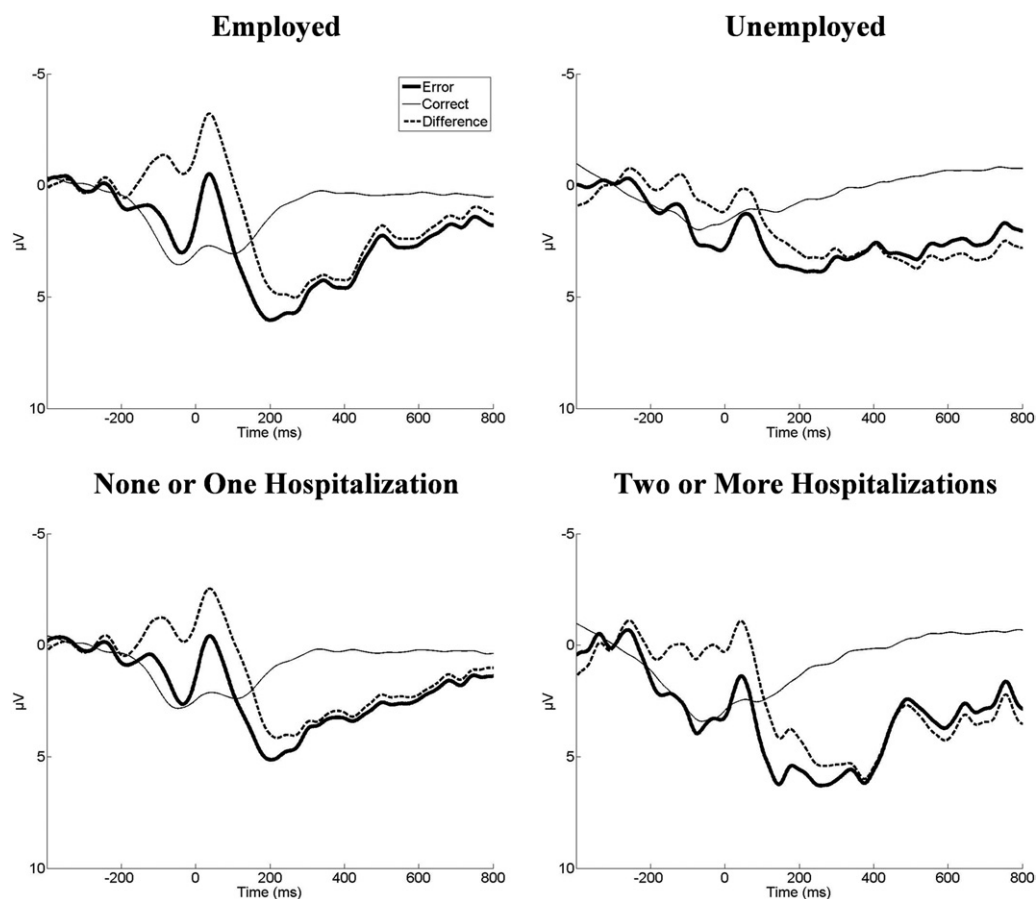 Employed
-5
0
5
10
µV
-200
0
200
400
600
800
Time (ms)
Error
Correct
Difference
Unemployed
-5
0
5
10
µV
-200
0
200
400
600
800
Time (ms)
None or One Hospitalization
-5
0
5
10
µV
-200
0
200
400
600
800
Time (ms)
Two or More Hospitalizations
-5
0
5
10
µV
-200
0
200
400
600
800
Time (ms)